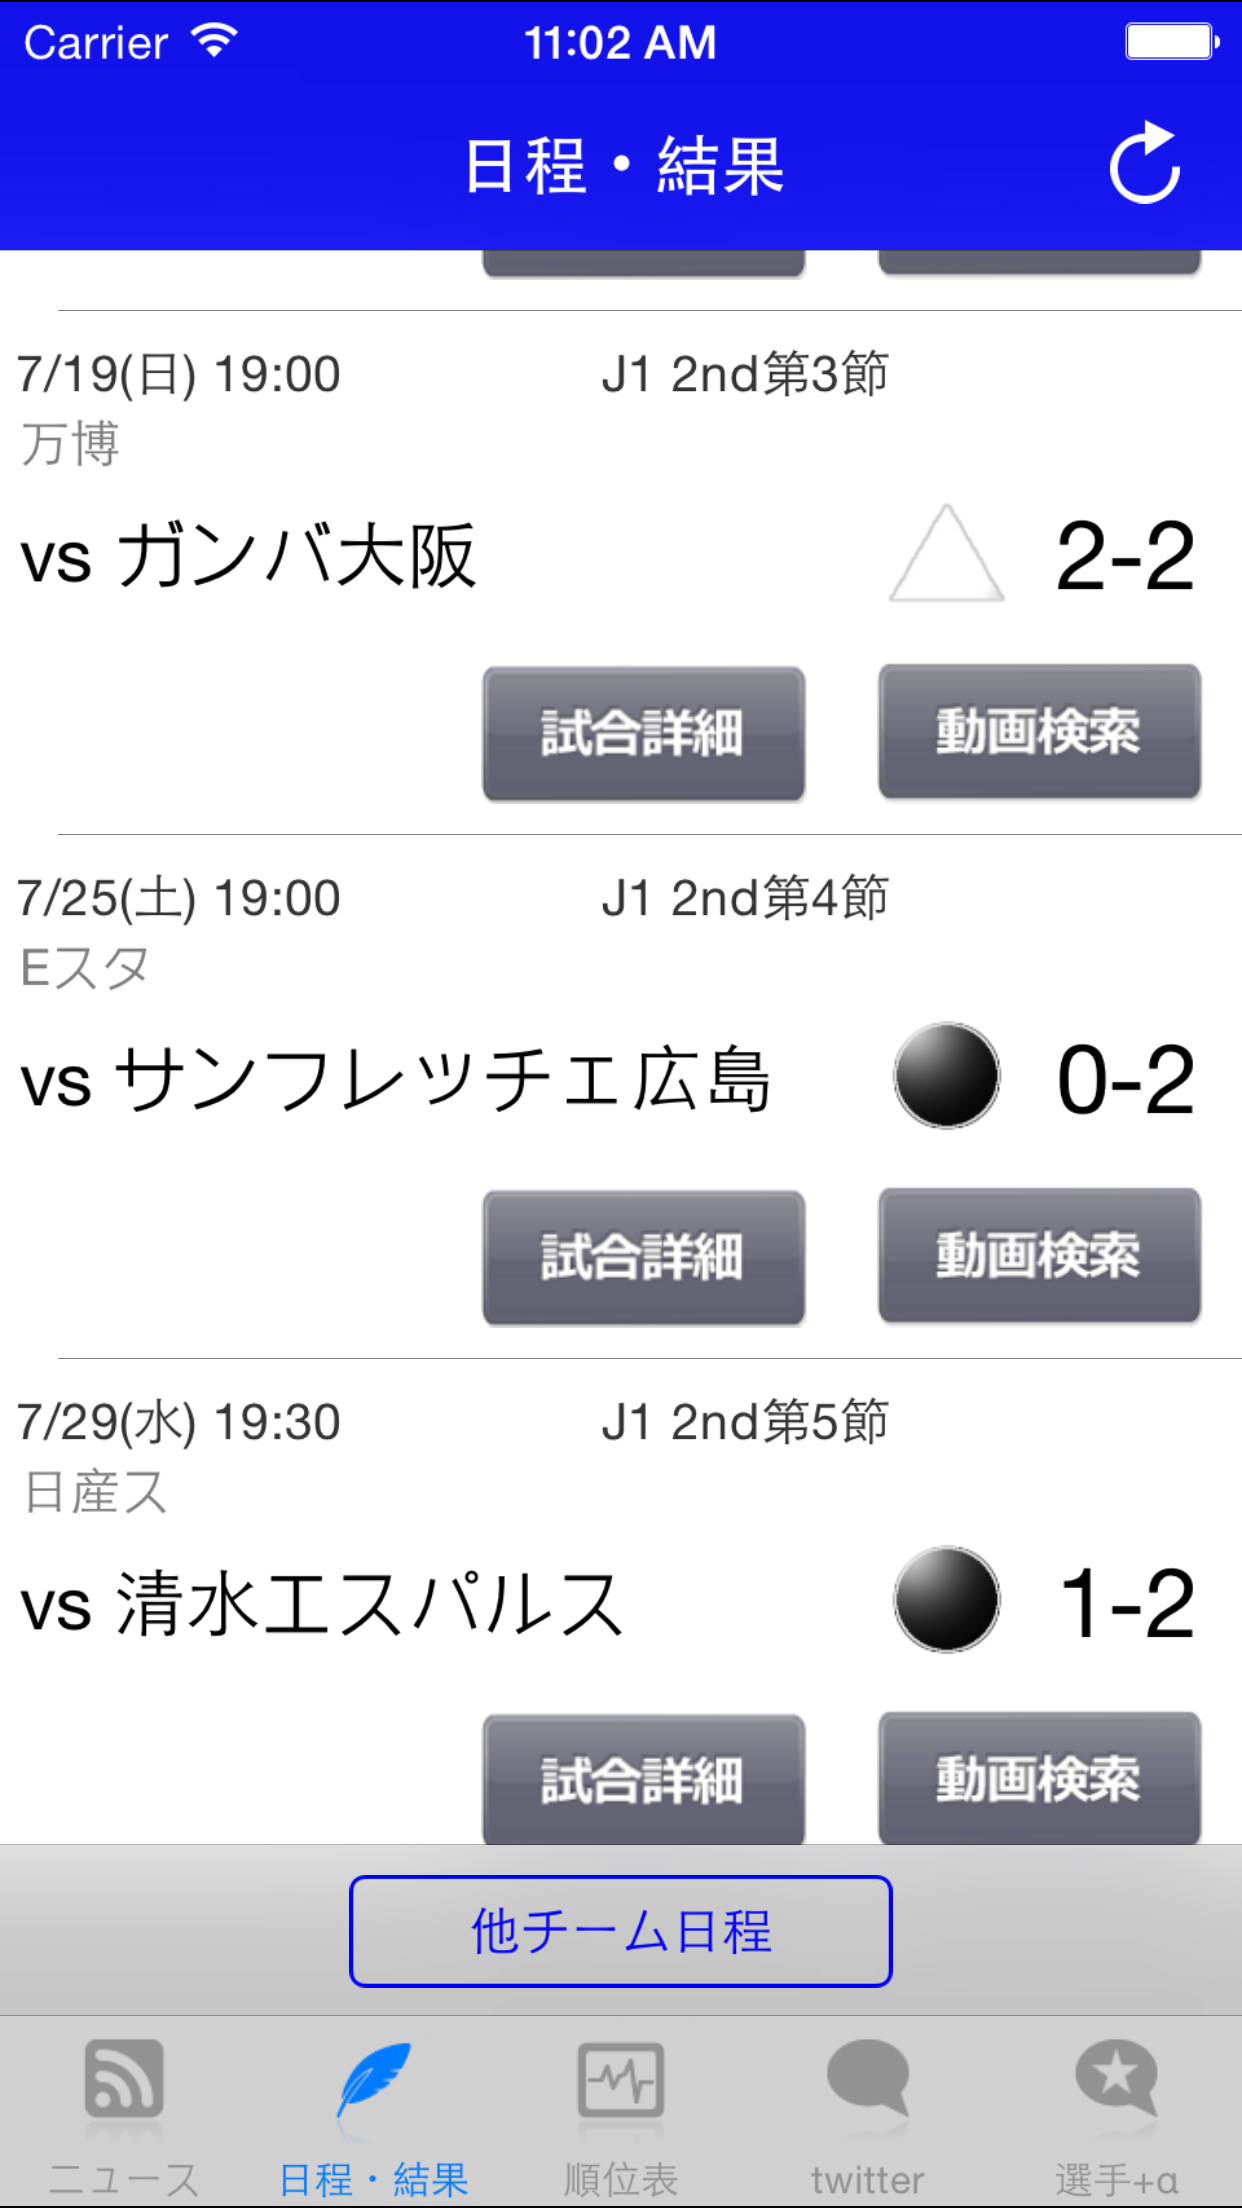 Carrier 11:02 AM
日程・結果
7/19(日) 19:00 J1 2nd第3節
万博
vs ガンバ大阪 2-2
試合詳細 動画検索
7/25(土) 19:00 J1 2nd第4節
Eスタ
vs サンフレッチェ広島 0-2
試合詳細 動画検索
7/29(水) 19:30 J1 2nd第5節
日産ス
vs 清水エスパルス 1-2
試合詳細 動画検索
他チーム日程
ニュース 日程・結果 順位表 twitter 選手+α